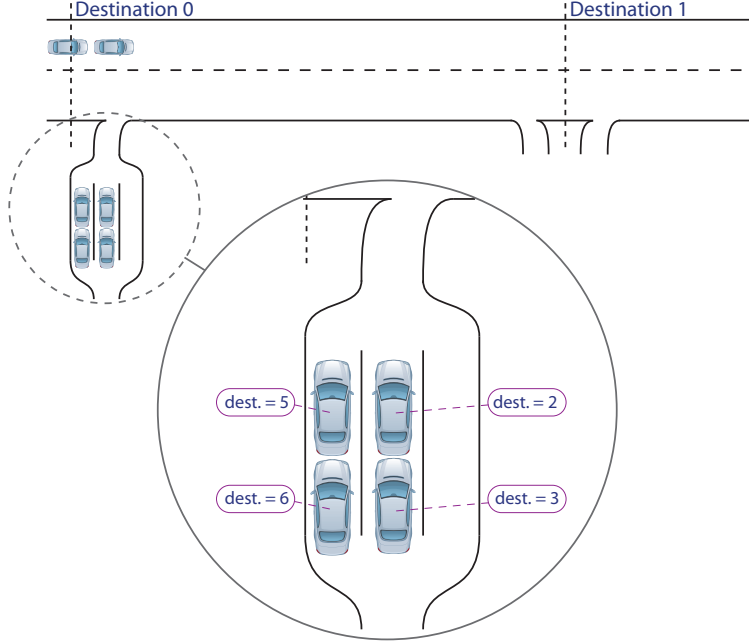 Destination 0
Destination 1
dest. = 5
dest. = 2
dest. = 6
dest. = 3